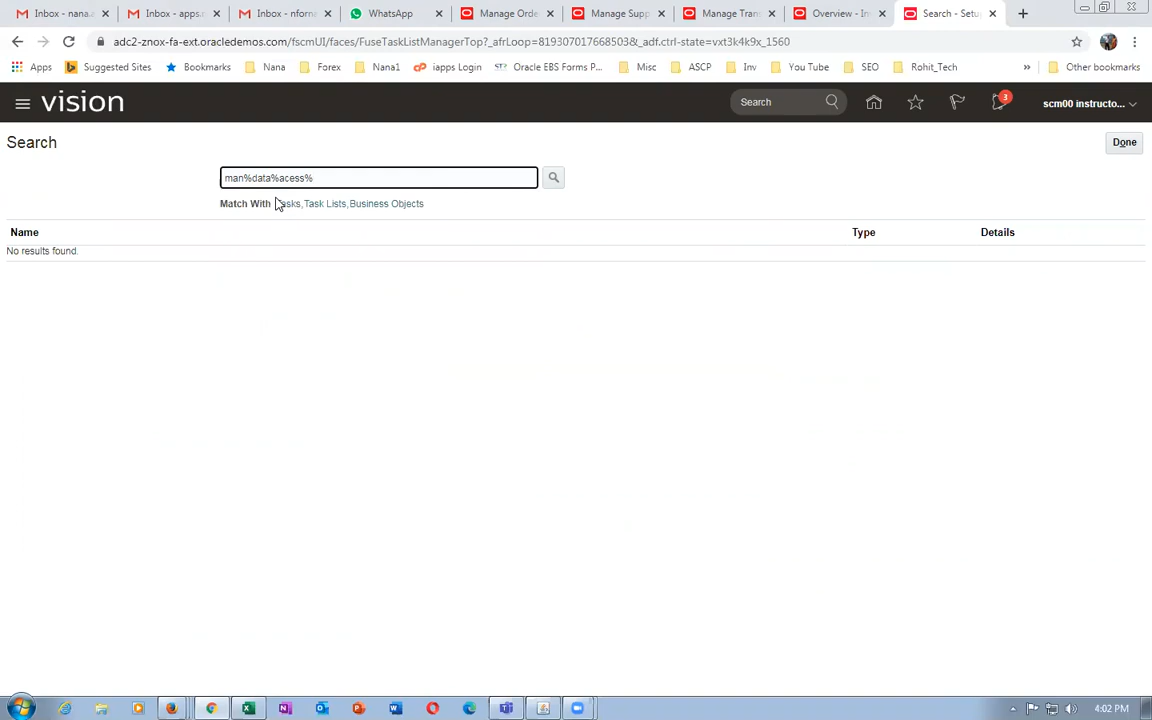 Inbox - nana.
Inbox - apps.
Inbox - nforne
WhatsApp
Manage Orde
Manage Supp
Manage Tran
Overview - In
Search - Setu
adc2-znox-fa-ext.oracledemos.com/fscmUI/faces/FuseTaskListManagerTop?_afrLoop=81930701766850​3&_adf.ctrl-state=vxt3k4k9x_1560
Apps
Suggested Sites
Bookmarks
Nana
Forex
Nana1
iapps Login
Oracle EBS Forms P...
Misc
ASCP
Inv
You Tube
SEO
Rohit_Tech
»
Other bookmarks
vision
Search
3
scm00 instructo...
Search
Done
man%data%acess%
Match With Tasks, Task Lists, Business Objects
Name Type Details
No results found.
4:02 PM